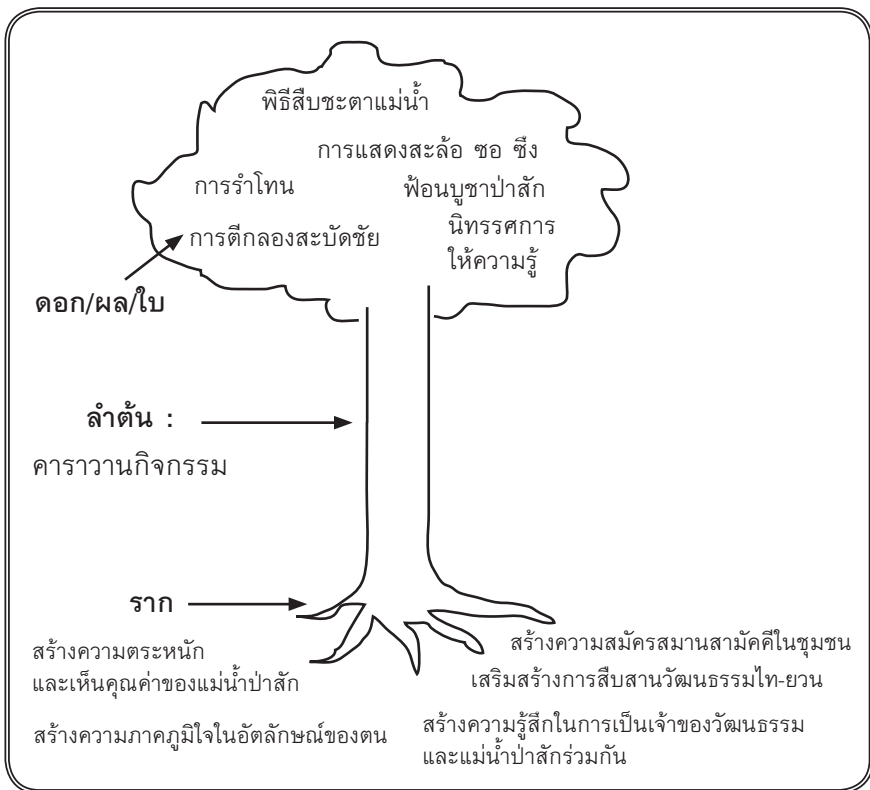 พิธีสืบชะตาแม่น้ำ
การแสดงสะล้อ ซอ ซึง
การรำโทน
ฟ้อนบูชาป่าสัก
การตีกลองสะบัดชัย
นิทรรศการ
ให้ความรู้
ดอก/ผล/ใบ
ลำต้น :
คาราวานกิจกรรม
ราก
สร้างความตระหนัก
และเห็นคุณค่าของแม่น้ำป่าสัก
สร้างความภาคภูมิใจในอัตลักษณ์ของตน
สร้างความสมัครสมานสามัคคีในชุมชน
เสริมสร้างการสืบสานวัฒนธรรมไท-ยวน
สร้างความรู้สึกในการเป็นเจ้าของวัฒนธรรม
และแม่น้ำป่าสักร่วมกัน